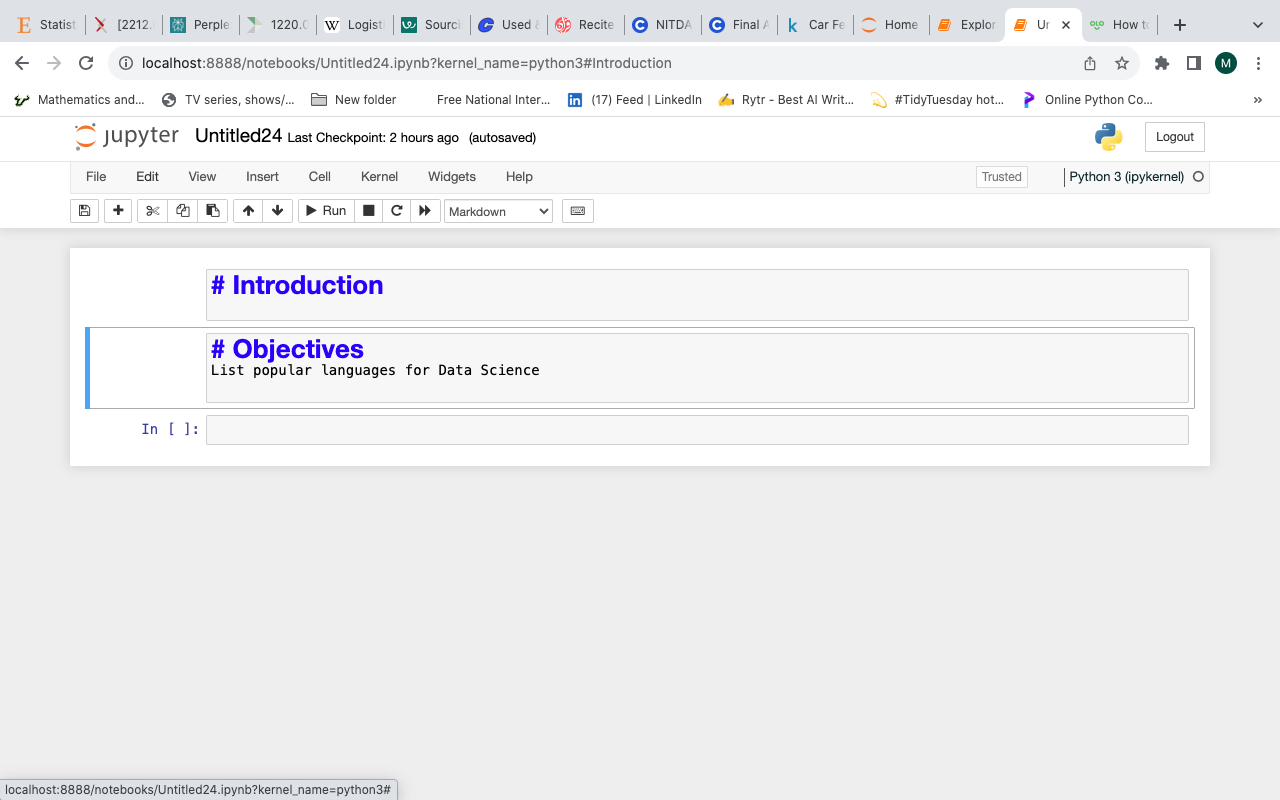 Statist [2212. Perple 1220.0 Logisti Sourci Used & Recite NITDA Final A Car Fe Home Explor Ur How to
localhost:8888/notebooks/Untitled24.ipynb?kernel_name=python3#Introduction M
Mathematics and... TV series, shows/... New folder Free National Inter... (17) Feed | LinkedIn Rytr - Best AI Writ... #TidyTuesday hot... Online Python Co... »
jupyter Untitled24 Last Checkpoint: 2 hours ago (autosaved) Logout
File Edit View Insert Cell Kernel Widgets Help Trusted Python 3 (ipykernel)
Run Markdown
# Introduction
# Objectives
List popular languages for Data Science
In [ ]:
localhost:8888/notebooks/Untitled24.ipynb?kernel_name=python3#